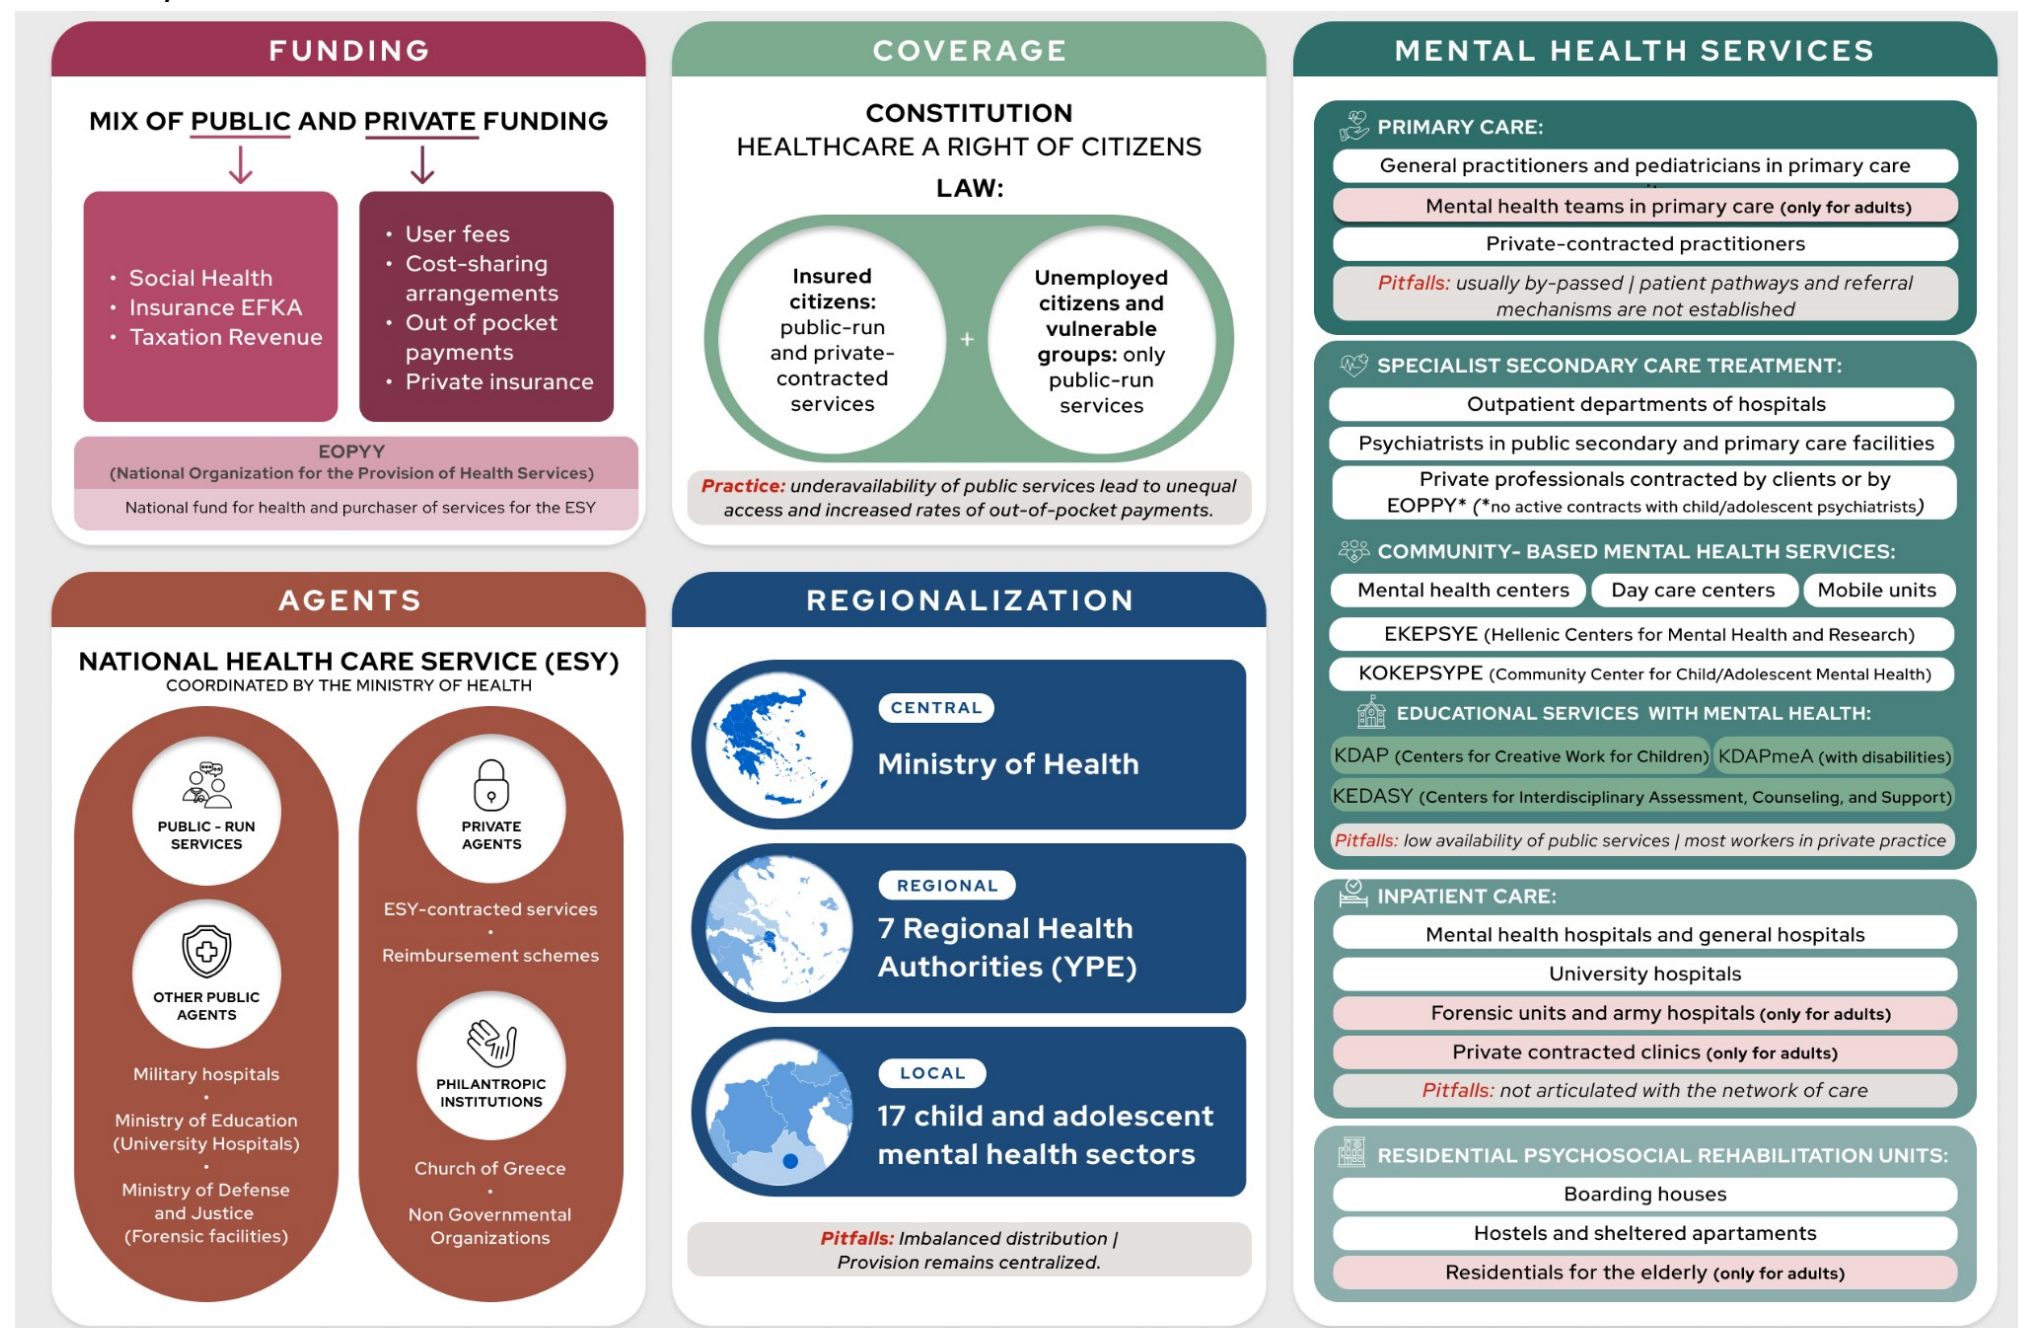 FUNDING
MIX OF PUBLIC AND PRIVATE FUNDING
• Social Health
• Insurance EFKA
• Taxation Revenue
• User fees
• Cost-sharing
arrangements
• Out of pocket
payments
• Private insurance
EOPYY
(National Organization for the Provision of Health Services)
National fund for health and purchaser of services for the ESY
COVERAGE
CONSTITUTION
HEALTHCARE A RIGHT OF CITIZENS
LAW:
Insured
citizens:
public-run
and private-
contracted
services
+
Unemployed
citizens and
vulnerable
groups: only
public-run
services
Practice: underavailability of public services lead to unequal
access and increased rates of out-of-pocket payments.
AGENTS
NATIONAL HEALTH CARE SERVICE (ESY)
COORDINATED BY THE MINISTRY OF HEALTH
PUBLIC - RUN
SERVICES
OTHER PUBLIC
AGENTS
Military hospitals
•
Ministry of Education
(University Hospitals)
•
Ministry of Defense
and Justice
(Forensic facilities)
PRIVATE
AGENTS
ESY-contracted services
•
Reimbursement schemes
PHILANTROPIC
INSTITUTIONS
Church of Greece
•
Non Governmental
Organizations
REGIONALIZATION
CENTRAL
Ministry of Health
REGIONAL
7 Regional Health
Authorities (YPE)
LOCAL
17 child and adolescent
mental health sectors
Pitfalls: Imbalanced distribution |
Provision remains centralized.
MENTAL HEALTH SERVICES
PRIMARY CARE:
General practitioners and pediatricians in primary care
Mental health teams in primary care (only for adults)
Private-contracted practitioners
Pitfalls: usually by-passed | patient pathways and referral
mechanisms are not established
SPECIALIST SECONDARY CARE TREATMENT:
Outpatient departments of hospitals
Psychiatrists in public secondary and primary care facilities
Private professionals contracted by clients or by
EOPPY* (*no active contracts with child/adolescent psychiatrists)
COMMUNITY- BASED MENTAL HEALTH SERVICES:
Mental health centers
Day care centers
Mobile units
EKEPSYE (Hellenic Centers for Mental Health and Research)
KOKEPSYPE (Community Center for Child/Adolescent Mental Health)
EDUCATIONAL SERVICES WITH MENTAL HEALTH:
KDAP (Centers for Creative Work for Children)
KDAPmeA (with disabilities)
KEDASY (Centers for Interdisciplinary Assessment, Counseling, and Support)
Pitfalls: low availability of public services | most workers in private practice
INPATIENT CARE:
Mental health hospitals and general hospitals
University hospitals
Forensic units and army hospitals (only for adults)
Private contracted clinics (only for adults)
Pitfalls: not articulated with the network of care
RESIDENTIAL PSYCHOSOCIAL REHABILITATION UNITS:
Boarding houses
Hostels and sheltered apartaments
Residentials for the elderly (only for adults)